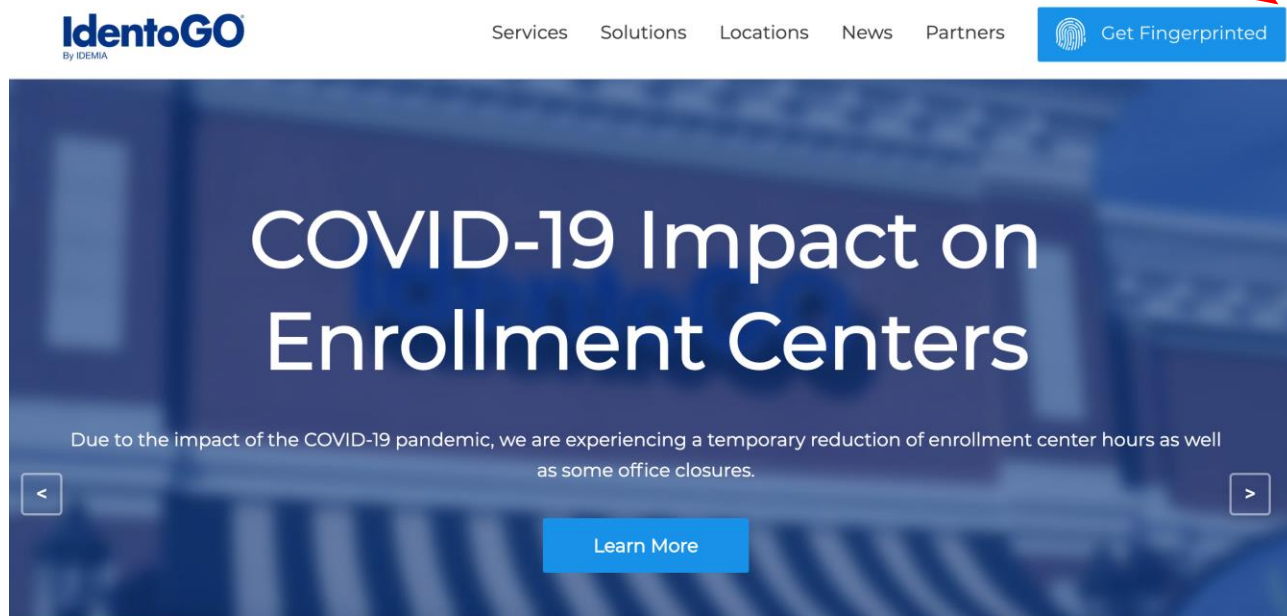 IdentoGO
By IDEMIA
Services Solutions Locations News Partners Get Fingerprinted
COVID-19 Impact on
Enrollment Centers
Due to the impact of the COVID-19 pandemic, we are experiencing a temporary reduction of enrollment center hours as well
as some office closures.
< >
Learn More
IdentoGO